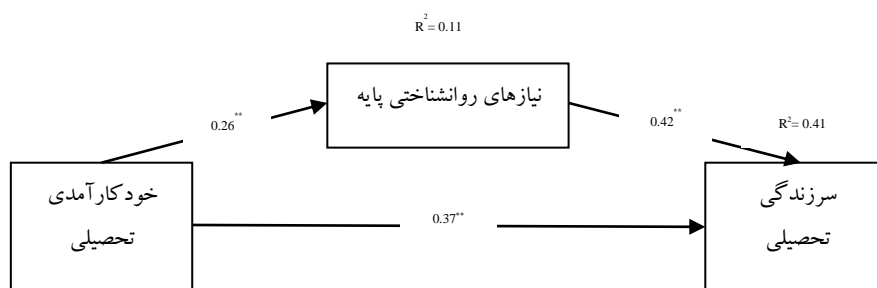 R²= 0.11
نیازهای روانشناختی پایه
0.26**
0.42**
R²= 0.41
خودکارآمدی
تحصیلی
0.37**
سرزندگی
تحصیلی